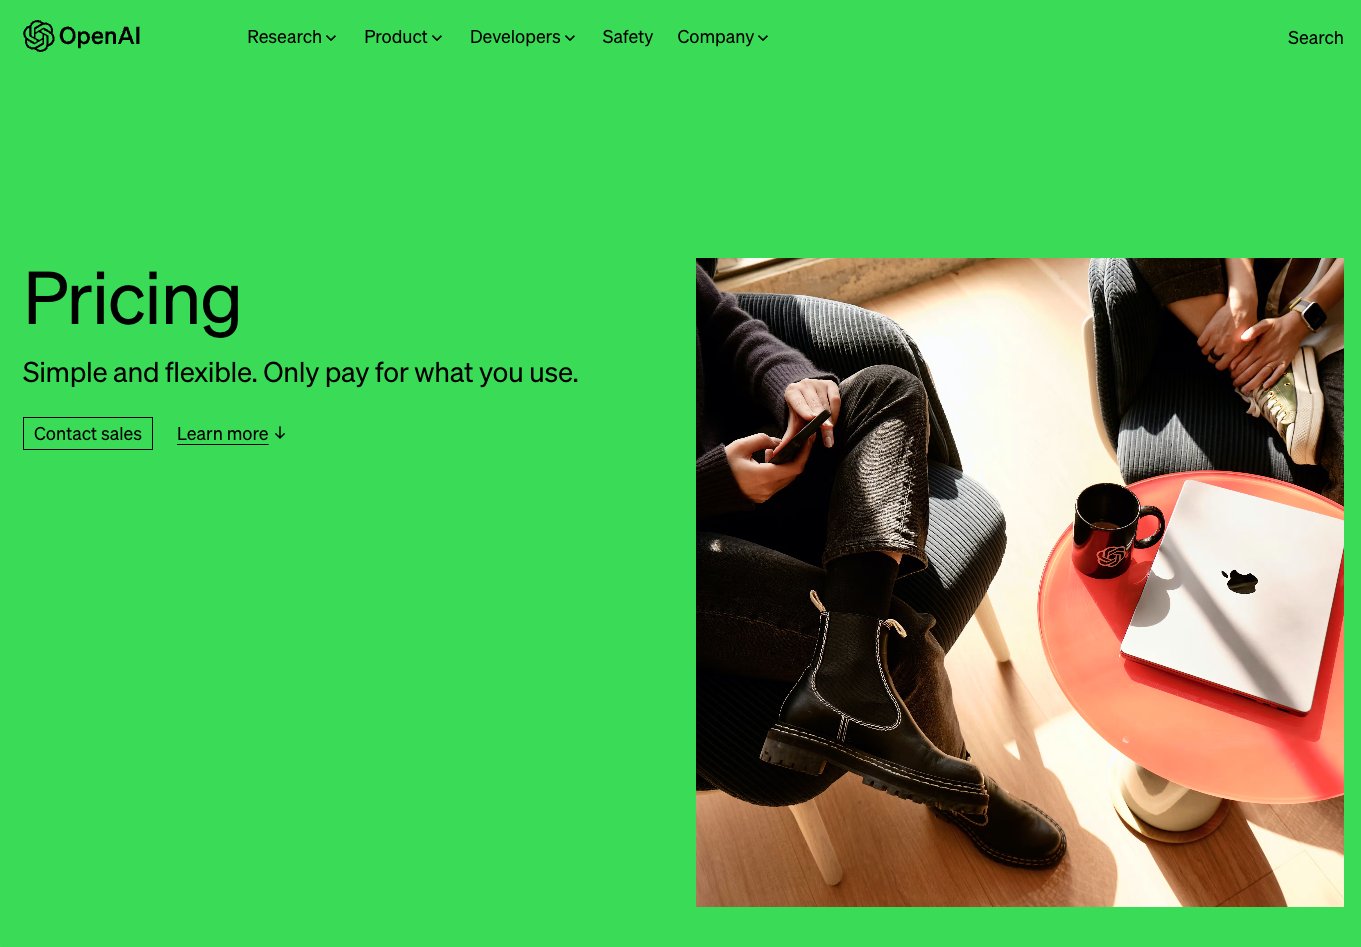 OpenAI
Research
Product
Developers
Safety
Company
Search
Pricing
Simple and flexible. Only pay for what you use.
Contact sales
Learn more ↓